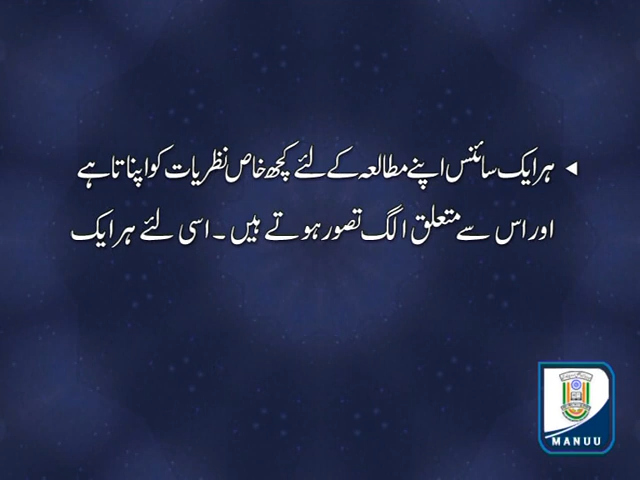 ہر ایک سائنس اپنے مطالعہ کے لئے کچھ خاص نظریات کو اپناتا ہے
اور اس سے متعلق الگ تصور ہوتے ہیں ۔ اسی لئے ہر ایک
MANUU